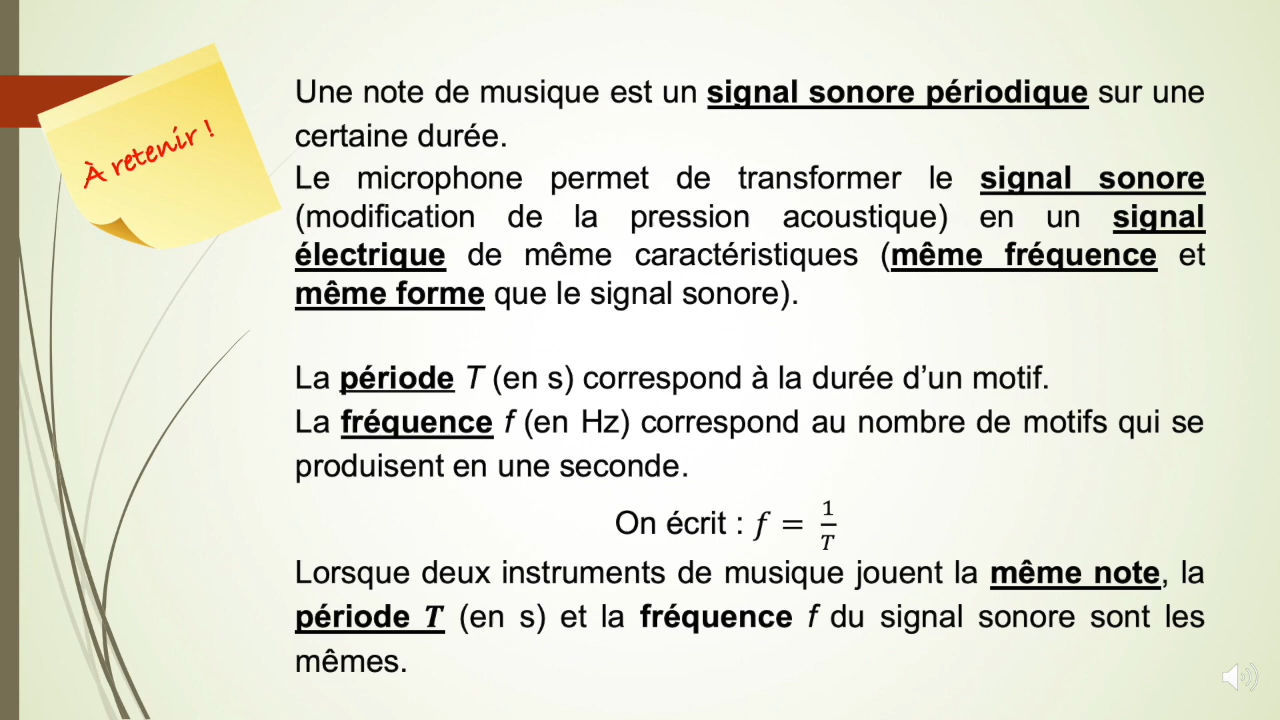 À retenir !
Une note de musique est un signal sonore périodique sur une
certaine durée.
Le microphone permet de transformer le signal sonore
(modification de la pression acoustique) en un signal
électrique de même caractéristiques (même fréquence et
même forme que le signal sonore).
La période T (en s) correspond à la durée d’un motif.
La fréquence f (en Hz) correspond au nombre de motifs qui se
produisent en une seconde.
On écrit : f = 1/T
Lorsque deux instruments de musique jouent la même note, la
période T (en s) et la fréquence f du signal sonore sont les
mêmes.